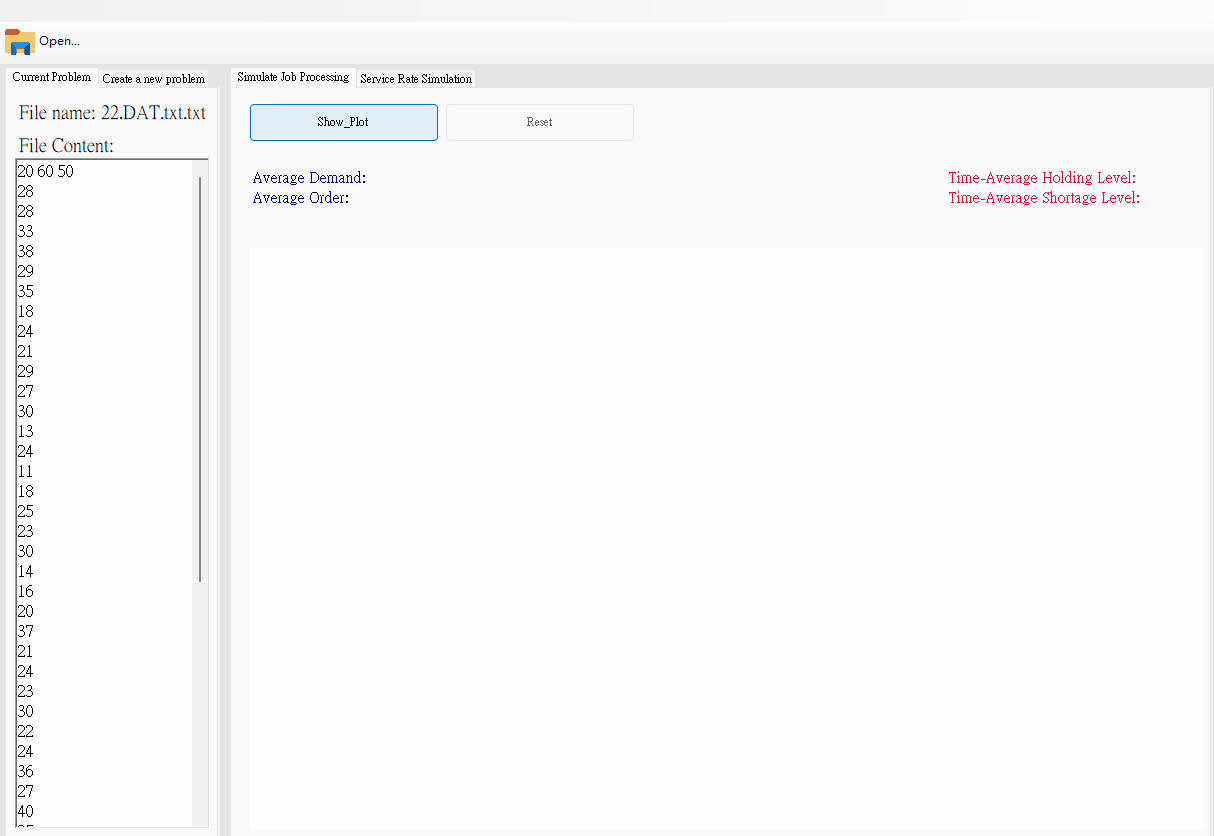 Open...
Current Problem
Create a new problem
File name: 22.DAT.txt.txt
File Content:
20 60 50
28
28
33
38
29
35
18
24
21
29
27
30
13
24
11
18
25
23
30
14
16
20
37
21
24
23
30
22
24
36
27
40
Simulate Job Processing
Service Rate Simulation
Show_Plot
Reset
Average Demand:
Average Order:
Time-Average Holding Level:
Time-Average Shortage Level: